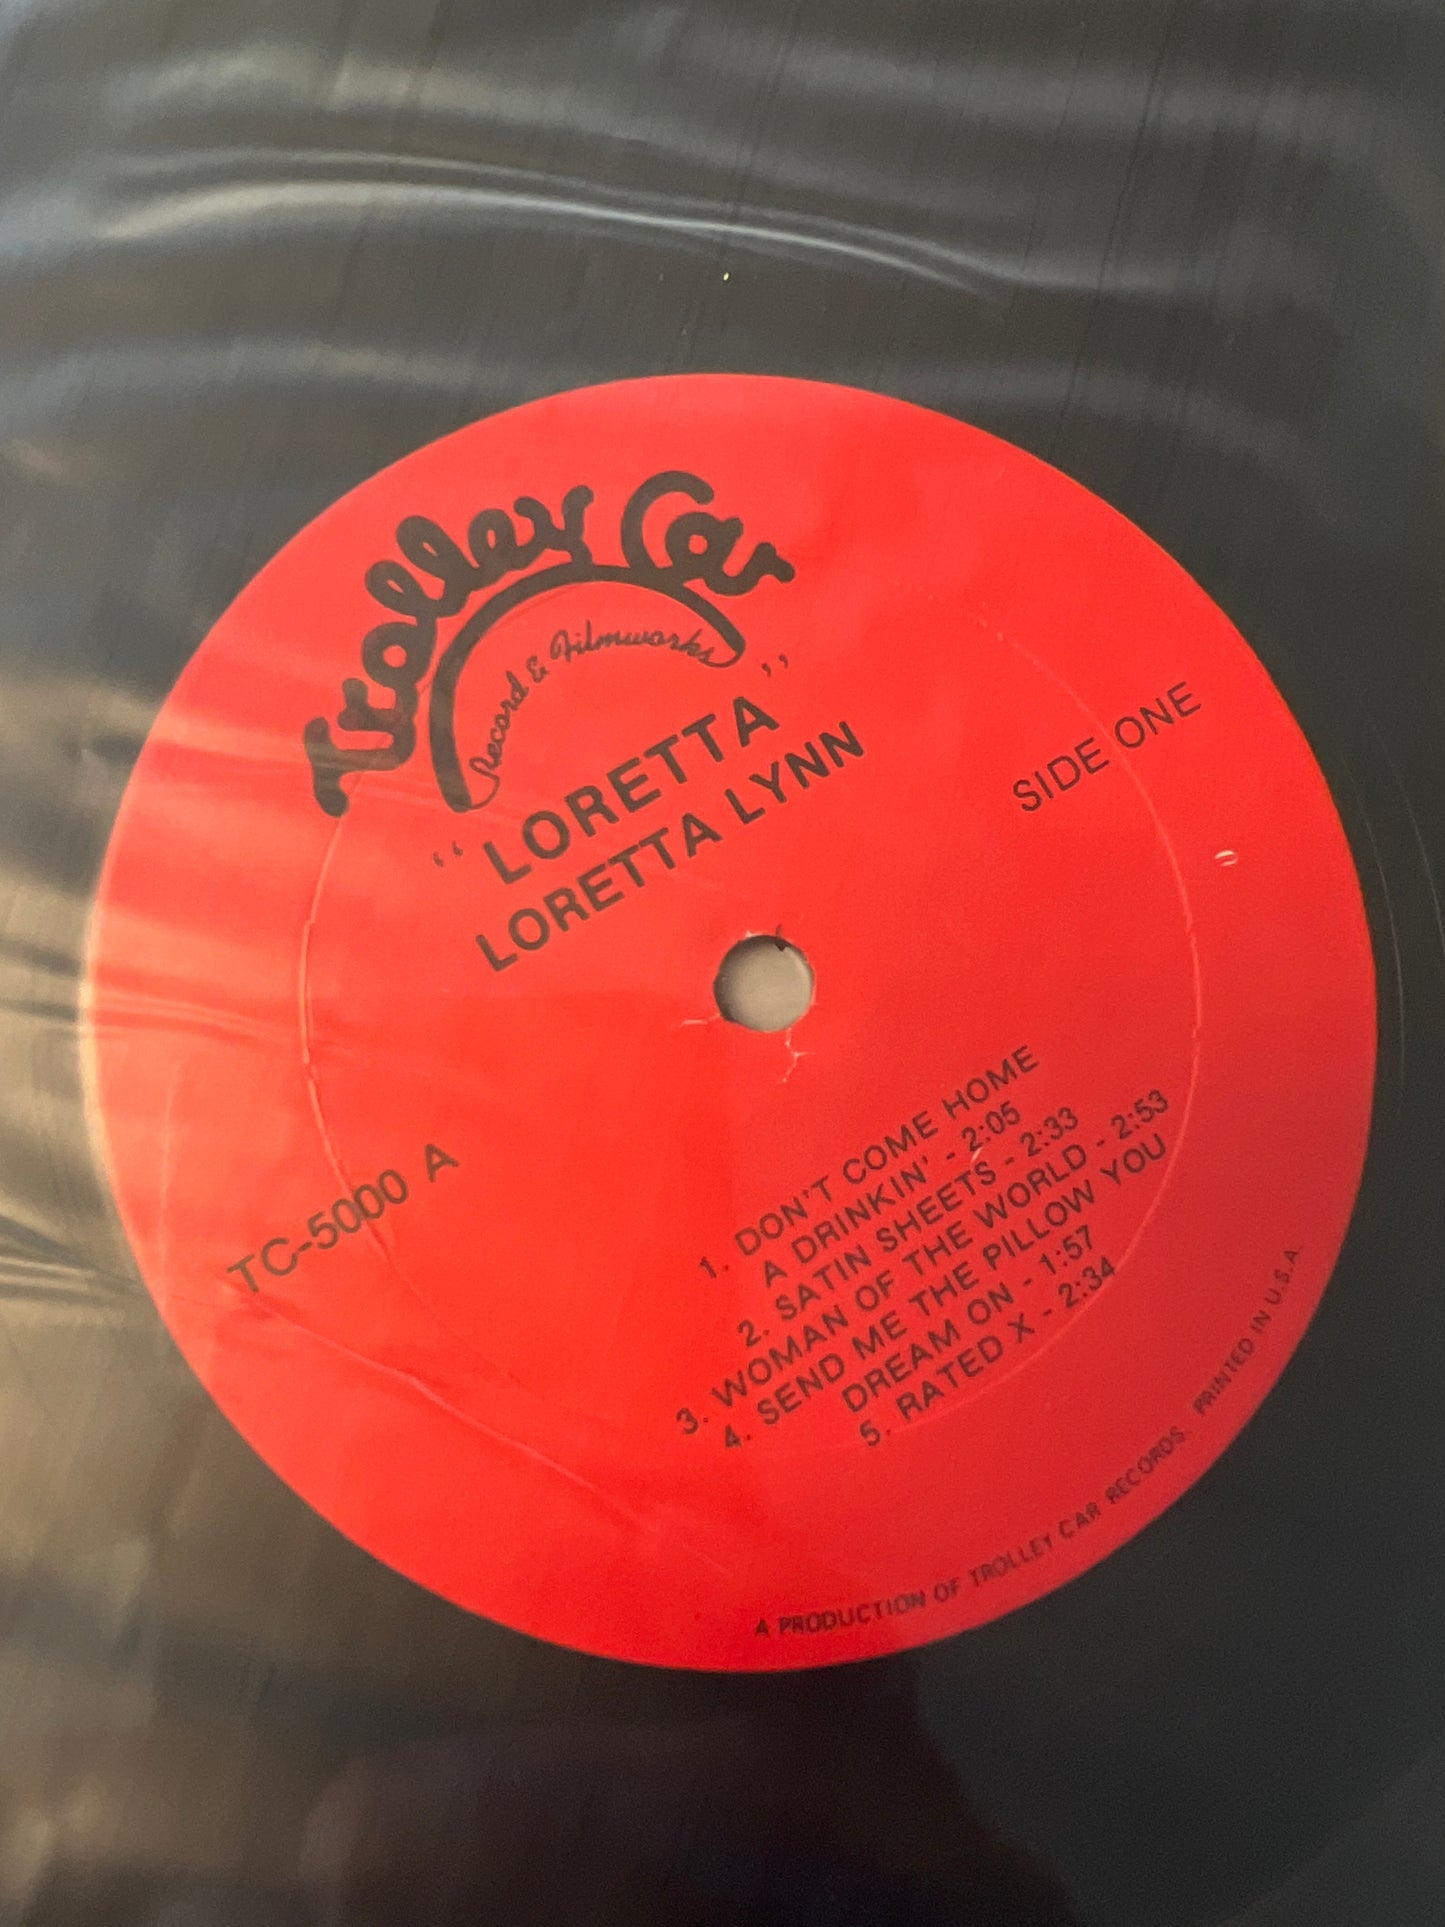 Trolley Car
Record & Filmworks
“LORETTA”
LORETTA LYNN
SIDE ONE
TC-5000 A
1. DON'T COME HOME
A DRINKIN' - 2:05
2. SATIN SHEETS - 2:33
3. WOMAN OF THE WORLD - 2:53
4. SEND ME THE PILLOW YOU
DREAM ON - 1:57
5. RATED X - 2:34
A PRODUCTION OF TROLLEY CAR RECORDS. PRINTED IN U.S.A